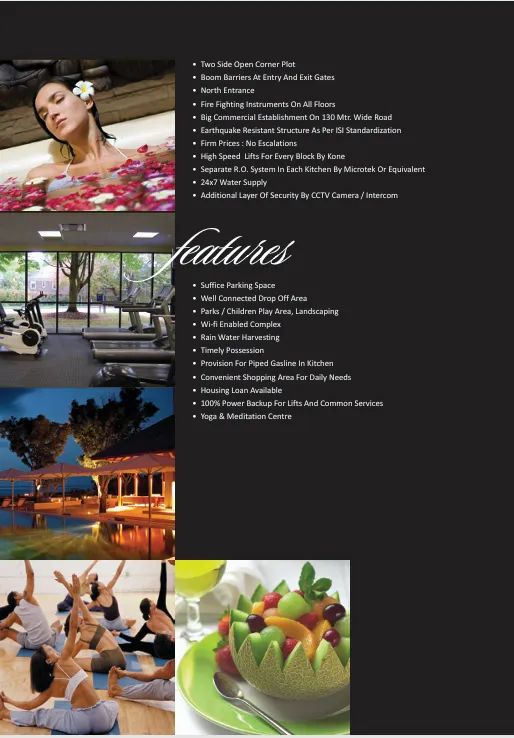 • Two Side Open Corner Plot
• Boom Barriers At Entry And Exit Gates
• North Entrance
• Fire Fighting Instruments On All Floors
• Big Commercial Establishment On 130 Mtr. Wide Road
• Earthquake Resistant Structure As Per ISI Standardization
• Firm Prices : No Escalations
• High Speed Lifts For Every Block By Kone
• Separate R.O. System In Each Kitchen By Microtek Or Equivalent
• 24x7 Water Supply
• Additional Layer Of Security By CCTV Camera / Intercom
features
• Suffice Parking Space
• Well Connected Drop Off Area
• Parks / Children Play Area, Landscaping
• Wi-fi Enabled Complex
• Rain Water Harvesting
• Timely Possession
• Provision For Piped Gasline In Kitchen
• Convenient Shopping Area For Daily Needs
• Housing Loan Available
• 100% Power Backup For Lifts And Common Services
• Yoga & Meditation Centre